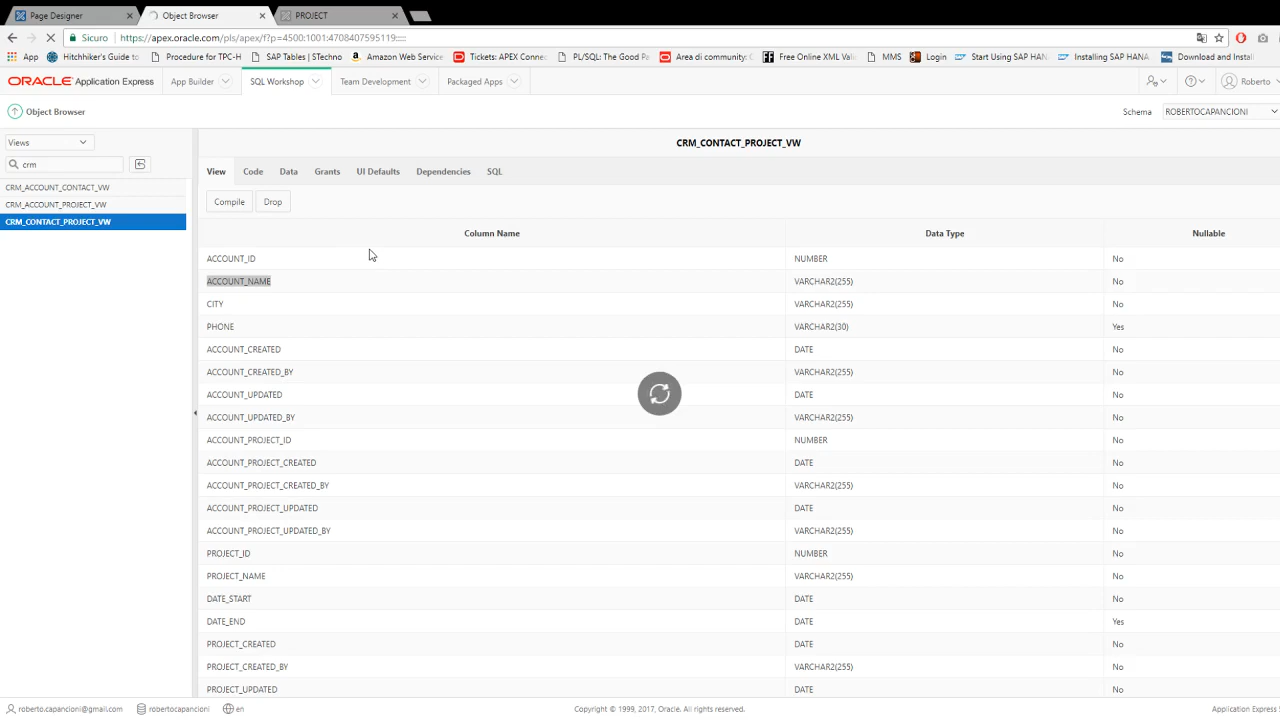 Page Designer
Object Browser
PROJECT
Sicuro
https://apex.oracle.com/pls/apex/f?p=4500:1001:4708407595119::::
App
Hitchhiker's Guide to
Procedure for TPC-H
SAP Tables | STechno
Amazon Web Service
Tickets: APEX Connec
PL/SQL: The Good Pa
Area di community:
Free Online XML Vali
MMS
Login
Start Using SAP HAN
Installing SAP HANA
Download and Install
ORACLE Application Express
App Builder
SQL Workshop
Team Development
Packaged Apps
Roberto
Object Browser
Schema
ROBERTOCAPANCIONI
Views
crm
CRM_ACCOUNT_CONTACT_VW
CRM_ACCOUNT_PROJECT_VW
CRM_CONTACT_PROJECT_VW
CRM_CONTACT_PROJECT_VW
View Code Data Grants UI Defaults Dependencies SQL
Compile Drop
Column Name Data Type Nullable
ACCOUNT_ID NUMBER No
ACCOUNT_NAME VARCHAR2(255) No
CITY VARCHAR2(255) No
PHONE VARCHAR2(30) Yes
ACCOUNT_CREATED DATE No
ACCOUNT_CREATED_BY VARCHAR2(255) No
ACCOUNT_UPDATED DATE No
ACCOUNT_UPDATED_BY VARCHAR2(255) No
ACCOUNT_PROJECT_ID NUMBER No
ACCOUNT_PROJECT_CREATED DATE No
ACCOUNT_PROJECT_CREATED_BY VARCHAR2(255) No
ACCOUNT_PROJECT_UPDATED DATE No
ACCOUNT_PROJECT_UPDATED_BY VARCHAR2(255) No
PROJECT_ID NUMBER No
PROJECT_NAME VARCHAR2(255) No
DATE_START DATE No
DATE_END DATE Yes
PROJECT_CREATED DATE No
PROJECT_CREATED_BY VARCHAR2(255) No
PROJECT_UPDATED DATE No
roberto.capancioni@gmail.com
robertocapancioni
en
Copyright © 1999, 2017, Oracle. All rights reserved.
Application Express